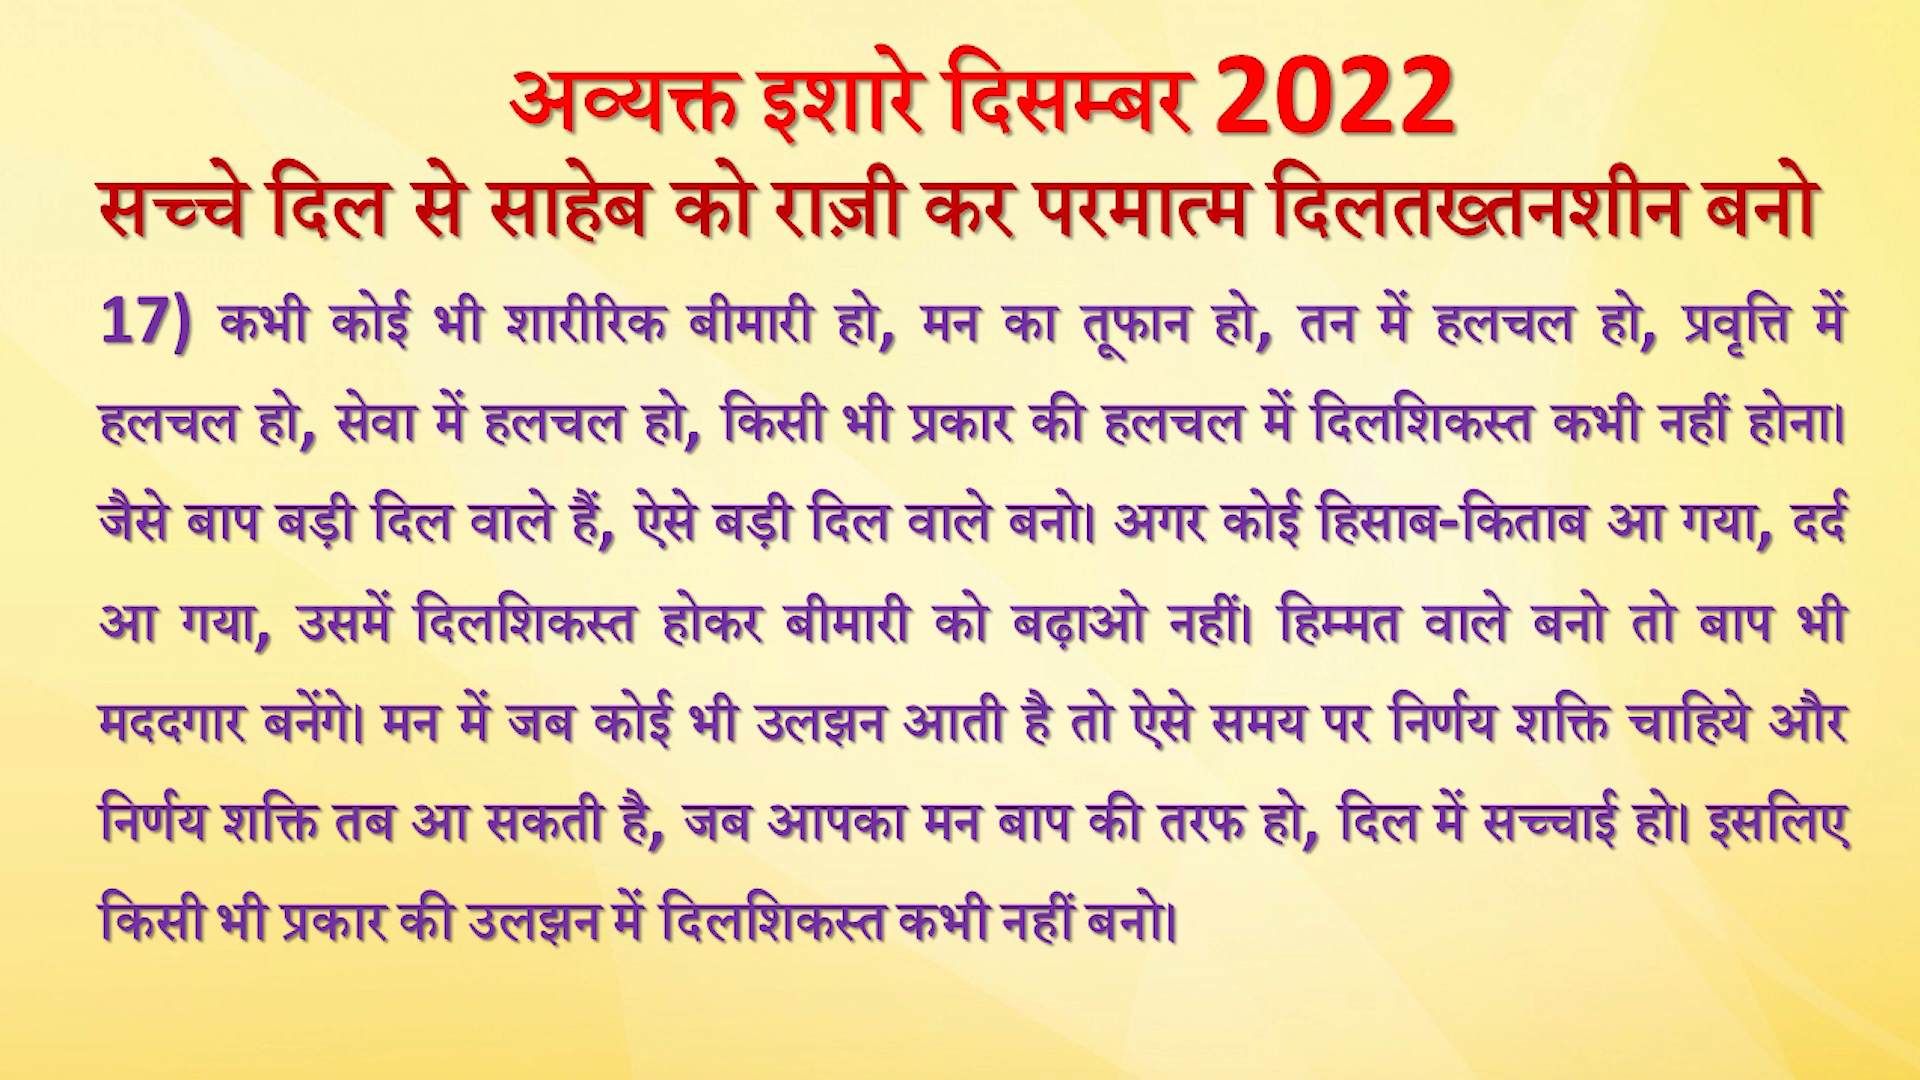 अव्यक्त इशारे दिसम्बर 2022
सच्चे दिल से साहेब को राज़ी कर परमात्म दिलतख्तनशीन बनो
17) कभी कोई भी शारीरिक बीमारी हो, मन का तूफान हो, तन में हलचल हो, प्रवृत्ति में
हलचल हो, सेवा में हलचल हो, किसी भी प्रकार की हलचल में दिलशिकस्त कभी नहीं होना।
जैसे बाप बड़ी दिल वाले हैं, ऐसे बड़ी दिल वाले बनो। अगर कोई हिसाब-किताब आ गया, दर्द
आ गया, उसमें दिलशिकस्त होकर बीमारी को बढ़ाओ नहीं। हिम्मत वाले बनो तो बाप भी
मददगार बनेंगे। मन में जब कोई भी उलझन आती है तो ऐसे समय पर निर्णय शक्ति चाहिये और
निर्णय शक्ति तब आ सकती है, जब आपका मन बाप की तरफ हो, दिल में सच्चाई हो। इसलिए
किसी भी प्रकार की उलझन में दिलशिकस्त कभी नहीं बनो।